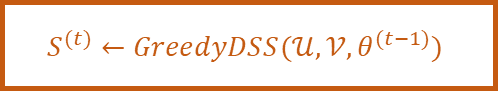 S⁽ᵗ⁾ ← GreedyDSS(𝒰, 𝒱, θ⁽ᵗ⁻¹⁾)